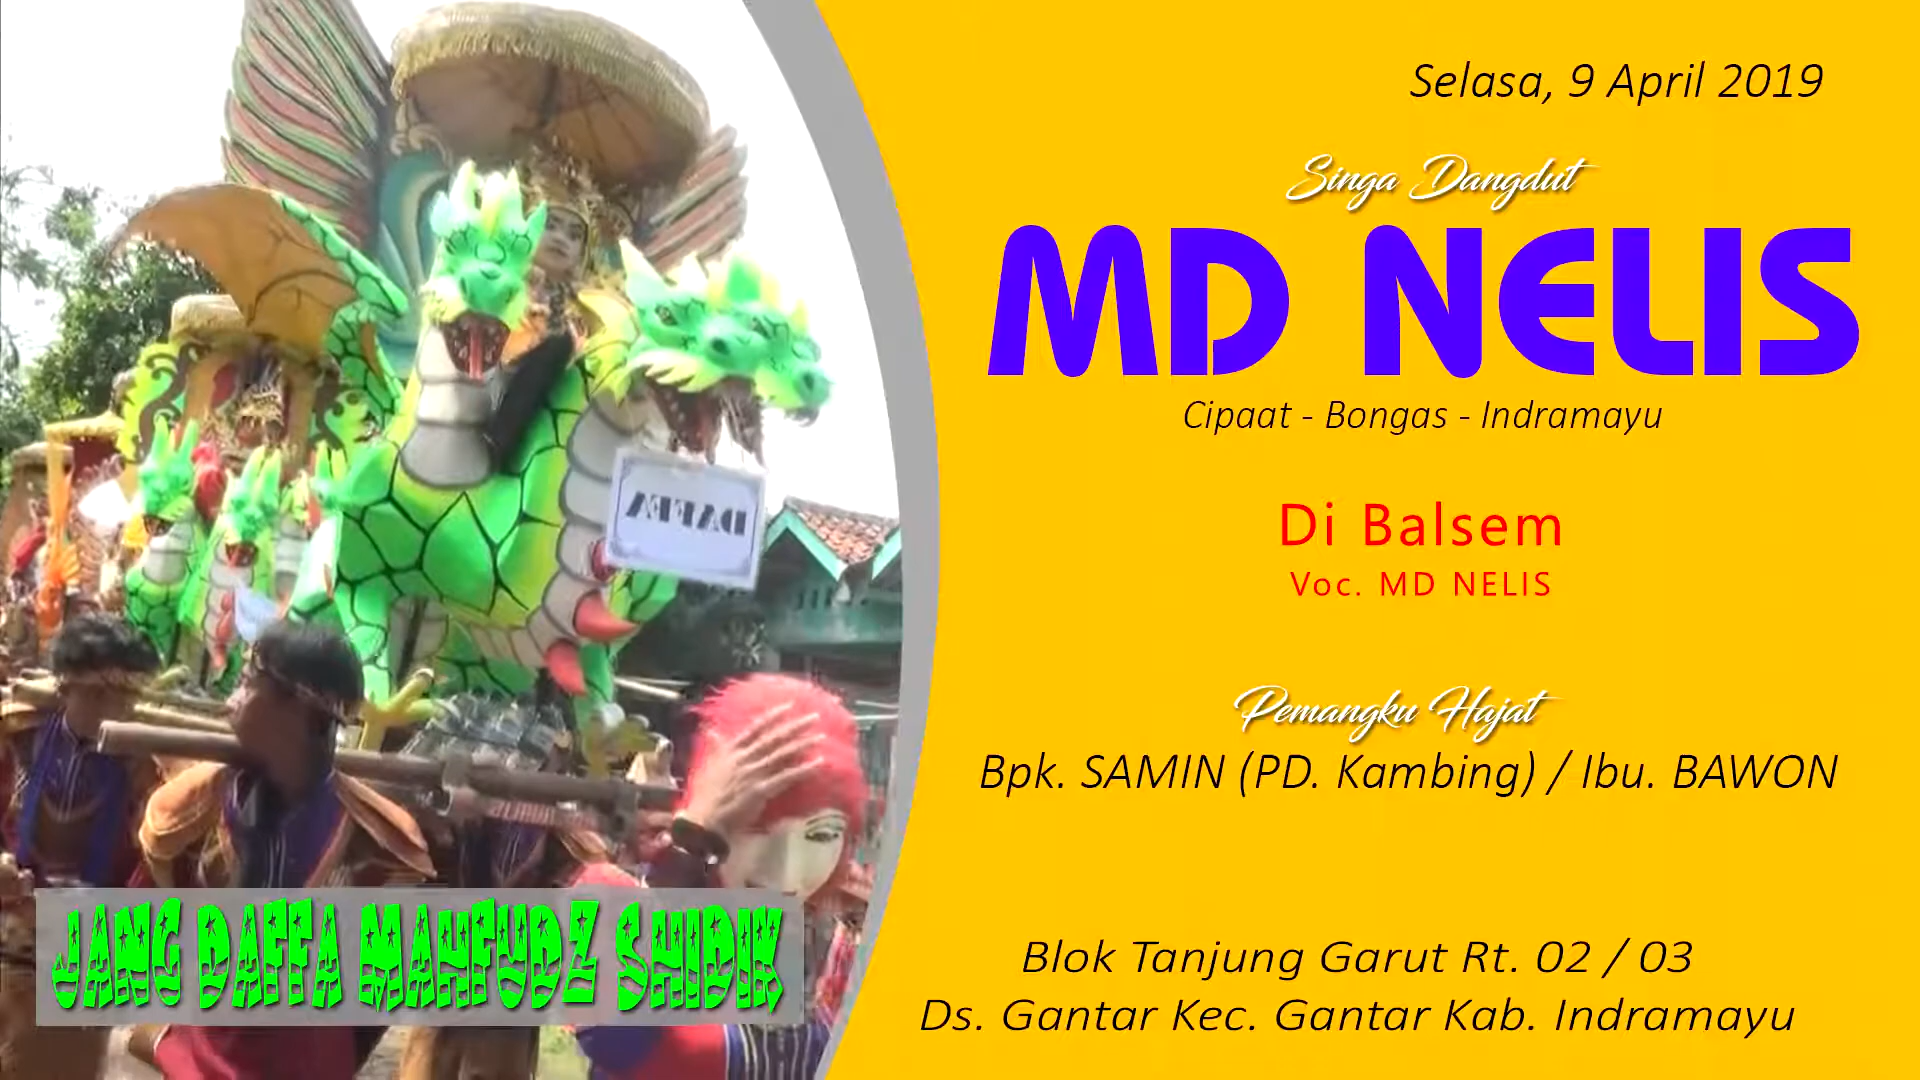 Selasa, 9 April 2019
Singa Dangdut
MD NELIS
Cipaat - Bongas - Indramayu
Di Balsem
Voc. MD NELIS
Pemangku Hajat
Bpk. SAMIN (PD. Kambing) / Ibu. BAWON
Blok Tanjung Garut Rt. 02 / 03
Ds. Gantar Kec. Gantar Kab. Indramayu
DAFFA
JANG DAFFA MAHFUDZ SHIDIK